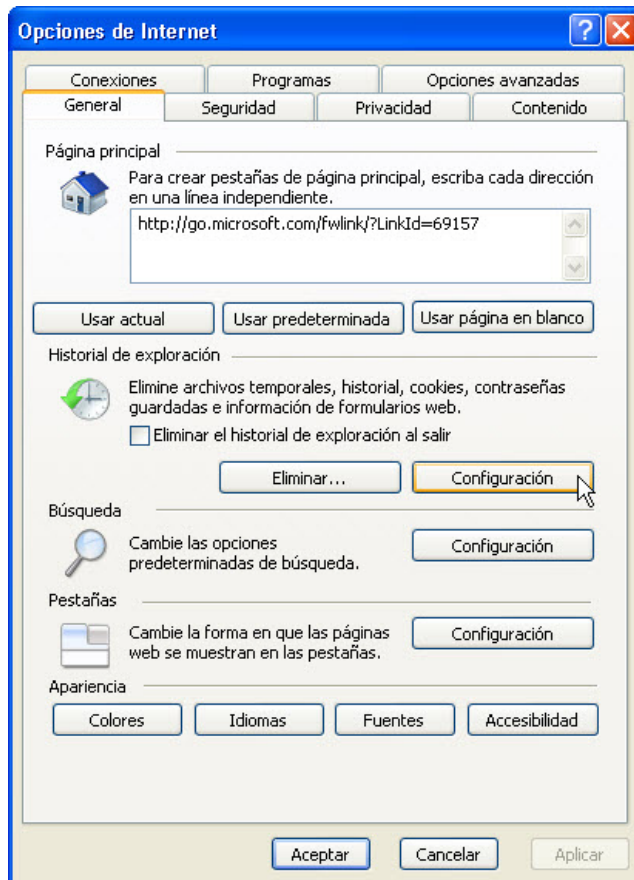 Opciones de Internet
Conexiones Programas Opciones avanzadas
General Seguridad Privacidad Contenido
Página principal
Para crear pestañas de página principal, escriba cada dirección
en una línea independiente.
http://go.microsoft.com/fwlink/?LinkId=69157
Usar actual Usar predeterminada Usar página en blanco
Historial de exploración
Elimine archivos temporales, historial, cookies, contraseñas
guardadas e información de formularios web.
Eliminar el historial de exploración al salir
Eliminar... Configuración
Búsqueda
Cambie las opciones
predeterminadas de búsqueda.
Configuración
Pestañas
Cambie la forma en que las páginas
web se muestran en las pestañas.
Configuración
Apariencia
Colores Idiomas Fuentes Accesibilidad
Aceptar Cancelar Aplicar